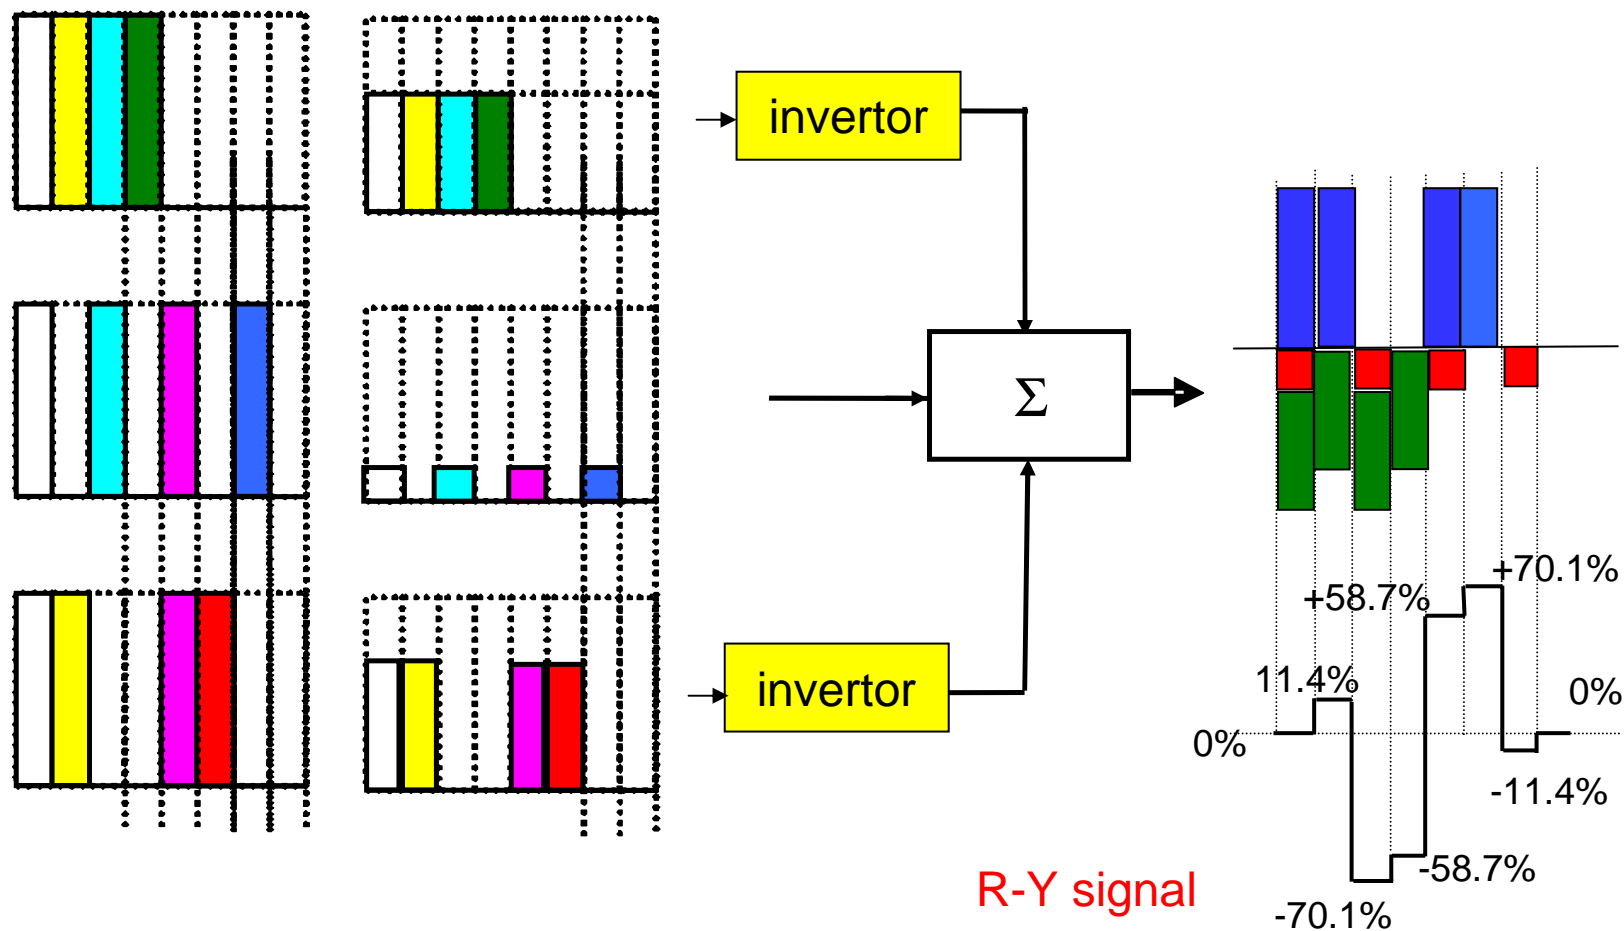 invertor
Σ
invertor
+70.1%
+58.7%
11.4%
0%
0%
-11.4%
-58.7%
R-Y signal
-70.1%